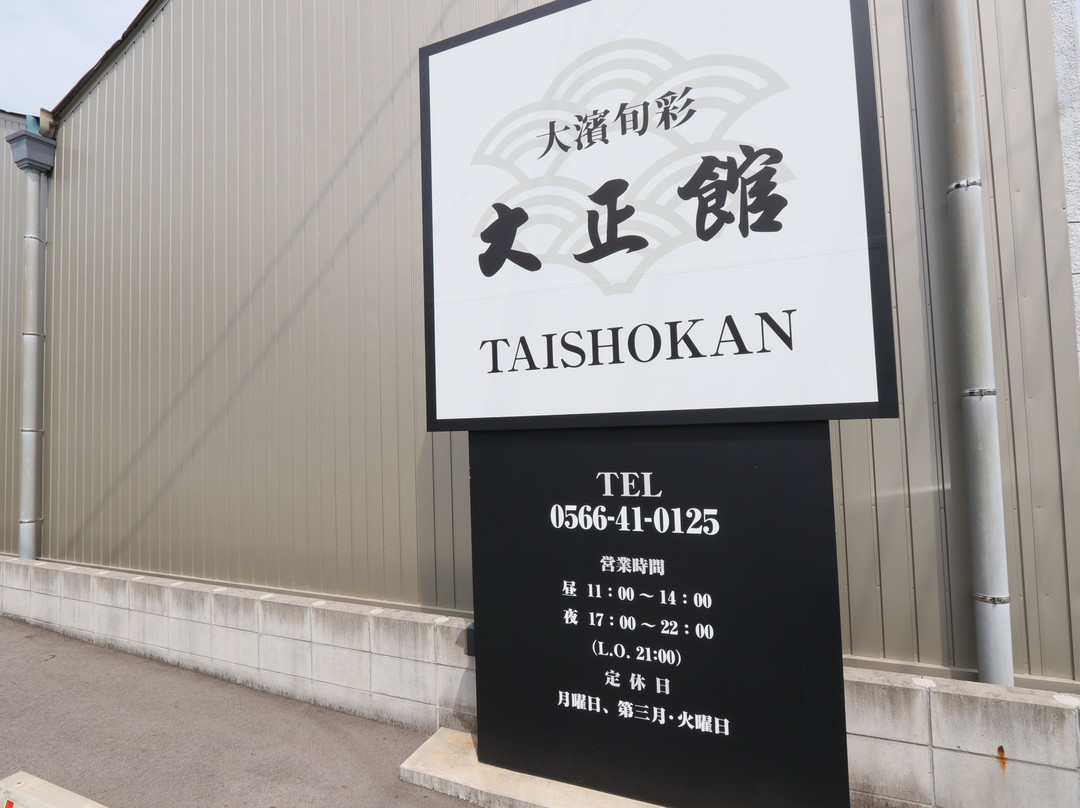 大濱旬彩
大正館
TAISHOKAN
TEL
0566-41-0125
営業時間
昼 11：00～14：00
夜 17：00～22：00
(L.O. 21:00)
定休日
月曜日、第三月・火曜日